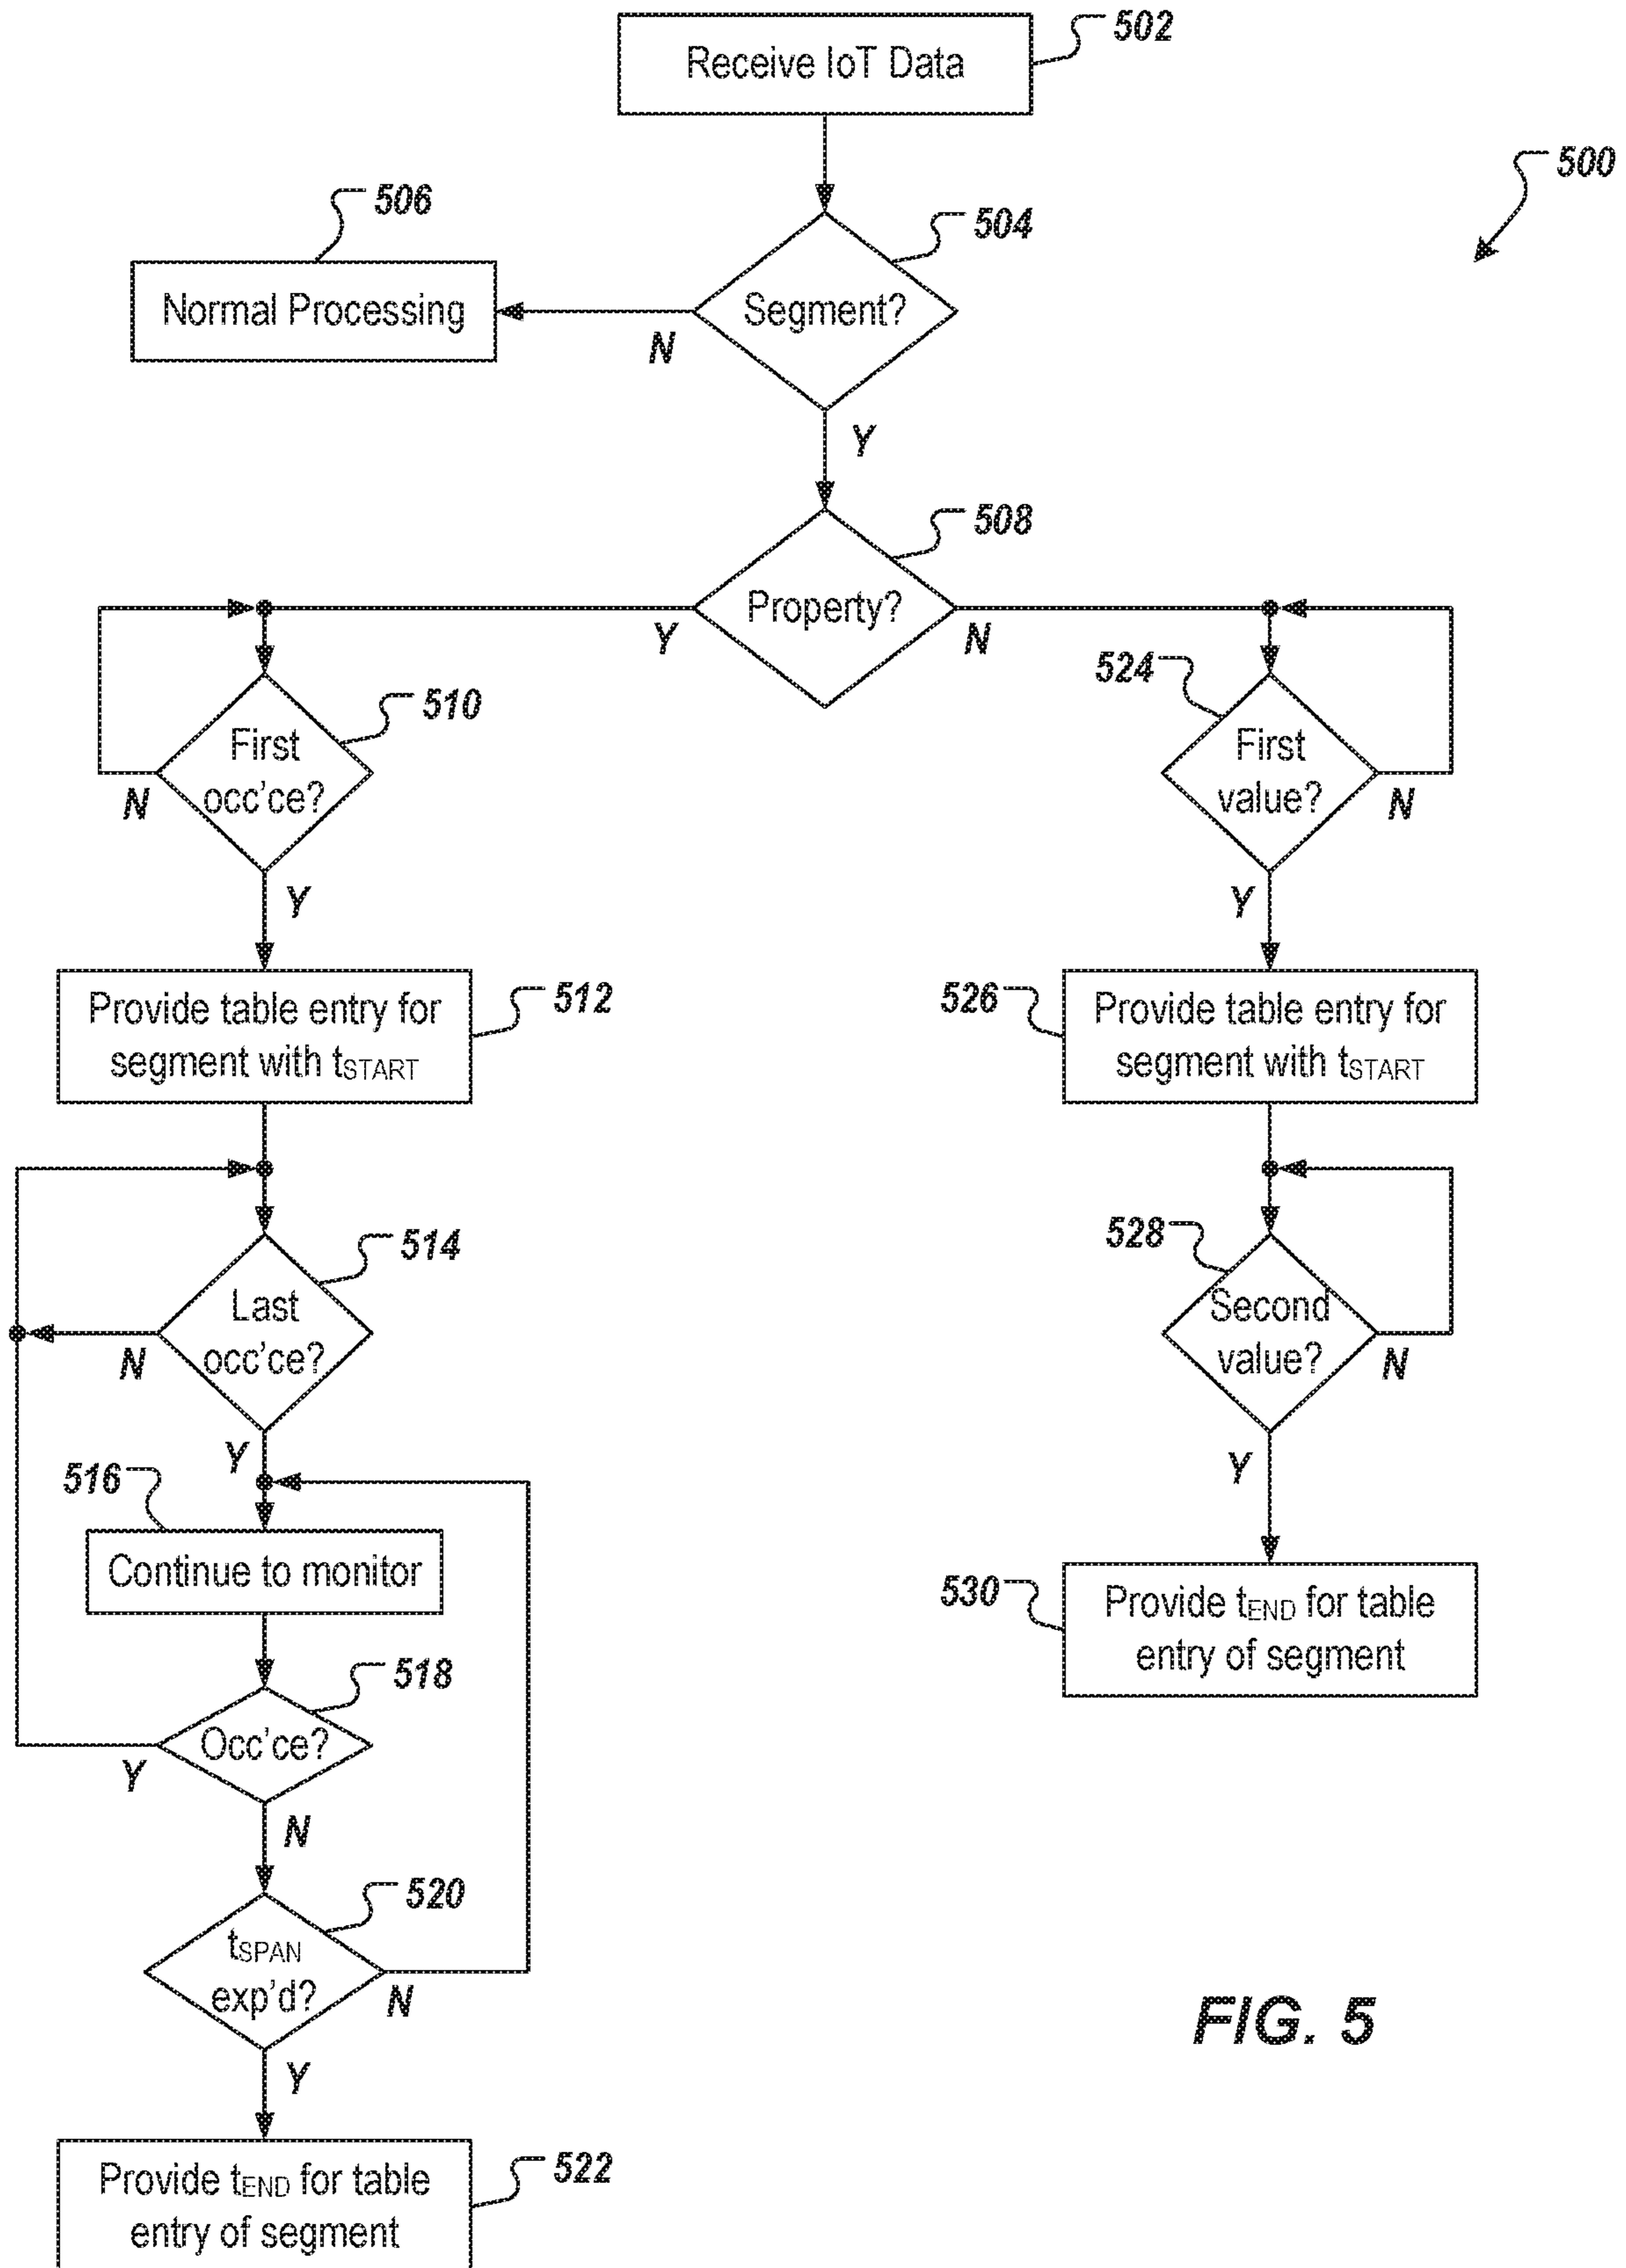 Receive IoT Data
502
500
506
504
Normal Processing
Segment?
N
Y
508
Property?
Y
N
510
First
occ'ce?
N
Y
524
First
value?
N
Y
Provide table entry for
segment with tSTART
512
526
Provide table entry for
segment with tSTART
514
Last
occ'ce?
N
Y
528
Second
value?
N
Y
516
Continue to monitor
530
Provide tEND for table
entry of segment
518
Occ'ce?
Y
N
520
tSPAN
exp'd?
N
Y
Provide tEND for table
entry of segment
522
FIG. 5